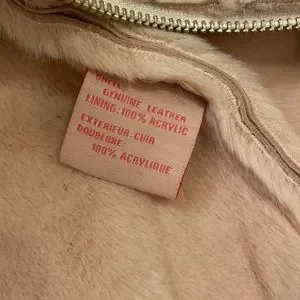 GENUINE LEATHER
LINING: 100% ACRYLIC
EXTERIEUR: CUIR
DOUBLURE:
100% ACRYLIQUE